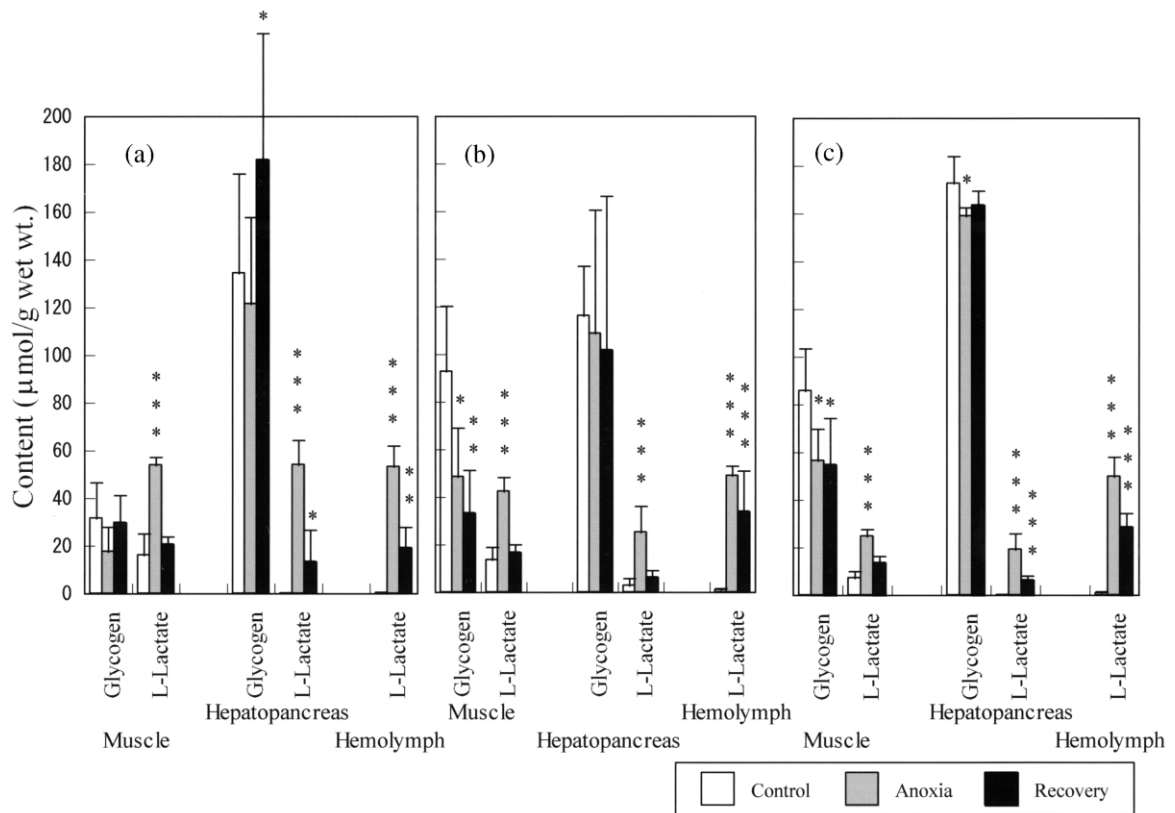 Content (µmol/g wet wt.)
200
180
160
140
120
100
80
60
40
20
0
(a)
*
* * *
* * *
*
* * *
* *
Glycogen
L-Lactate
Glycogen
L-Lactate
L-Lactate
Muscle
Hepatopancreas
Hemolymph
(b)
*
* *
* * *
* * *
* * *
* * *
Glycogen
L-Lactate
Glycogen
L-Lactate
L-Lactate
Muscle
Hepatopancreas
Hemolymph
(c)
*
*
* * *
*
* * *
* * *
* * *
* * *
Glycogen
L-Lactate
Glycogen
L-Lactate
L-Lactate
Muscle
Hepatopancreas
Hemolymph
Control
Anoxia
Recovery